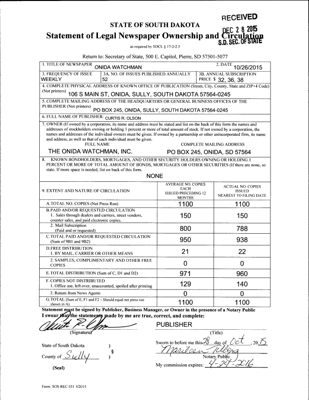 RECEIVED
DEC 28 2015
S.D. SEC. OF STATE
STATE OF SOUTH DAKOTA
Statement of Legal Newspaper Ownership and Circulation
as required by SDCL § 17-2-2.5
Return to: Secretary of State, 500 E. Capitol, Pierre, SD 57501-5077
1. TITLE OF NEWSPAPER ONIDA WATCHMAN
2. DATE 10/26/2015
3. FREQUENCY OF ISSUE
WEEKLY
3A. NO. OF ISSUES PUBLISHED ANNUALLY
52
3B. ANNUAL SUBSCRIPTION
PRICE $ 32, 36, 38
4. COMPLETE PHYSICAL ADDRESS OF KNOWN OFFICE OF PUBLICATION (Street, City, County, State and ZIP+4 Code)
(Not printers)
106 S MAIN ST, ONIDA, SULLY, SOUTH DAKOTA 57564-0245
5. COMPLETE MAILING ADDRESS OF THE HEADQUARTERS OR GENERAL BUSINESS OFFICES OF THE
PUBLISHER (Not printers)
PO BOX 245, ONIDA, SULLY, SOUTH DAKOTA 57564-0245
6. FULL NAME OF PUBLISHER: CURTIS R. OLSON
7. OWNER (If owned by a corporation, its name and address must be stated and list on the back of this form the names and
addresses of stockholders owning or holding 1 percent or more of total amount of stock. If not owned by a corporation, the
names and addresses of the individual owners must be given. If owned by a partnership or other unincorporated firm, its name
and address, as well as that of each individual must be given.
FULL NAME
COMPLETE MAILING ADDRESS
THE ONIDA WATCHMAN, INC.
PO BOX 245, ONIDA, SD 57564
8. KNOWN BONDHOLDERS, MORTGAGES, AND OTHER SECURITY HOLDERS OWNING OR HOLDING 1
PERCENT OR MORE OF TOTAL AMOUNT OF BONDS, MORTGAGES OR OTHER SECURITIES (If there are none, so
state. If more space is needed, list on back of this form.
NONE
9. EXTENT AND NATURE OF CIRCULATION
AVERAGE NO. COPIES
EACH
ISSUED PRECEDING 12
MONTHS
ACTUAL NO. COPIES
ISSUED
NEAREST TO FILING DATE
A. TOTAL NO. COPIES (Net Press Run)
1100
1100
B. PAID AND/OR REQUESTED CIRCULATION
1. Sales through dealers and carriers, street vendors,
counter sales, and paid electronic copies.
150
150
2. Mail Subscription
(Paid and or requested)
800
788
C. TOTAL PAID AND/OR REQUESTED CIRCULATION
(Sum of 9B1 and 9B2)
950
938
D. FREE DISTRIBUTION
1. BY MAIL, CARRIER OR OTHER MEANS
21
22
2. SAMPLES, COMPLIMENTARY AND OTHER FREE
COPIES
0
0
E. TOTAL DISTRIBUTION (Sum of C, D1 and D2)
971
960
F. COPIES NOT DISTRIBUTED
1. Office use, left over, unaccounted, spoiled after printing
129
140
2. Return from News Agents
0
0
G. TOTAL (Sum of E, F1 and F2 – Should equal net press run
shown in A)
1100
1100
Statement must be signed by Publisher, Business Manager, or Owner in the presence of a Notary Public
I swear that the statements made by me are true, correct, and complete:
PUBLISHER
(Signature)
(Title)
State of South Dakota )
§
County of Sully )
(Seal)
Sworn to before me this day of Oct
Notary Public
My commission expires: 4-24-2016
Form: SOS REC 051 5/2015